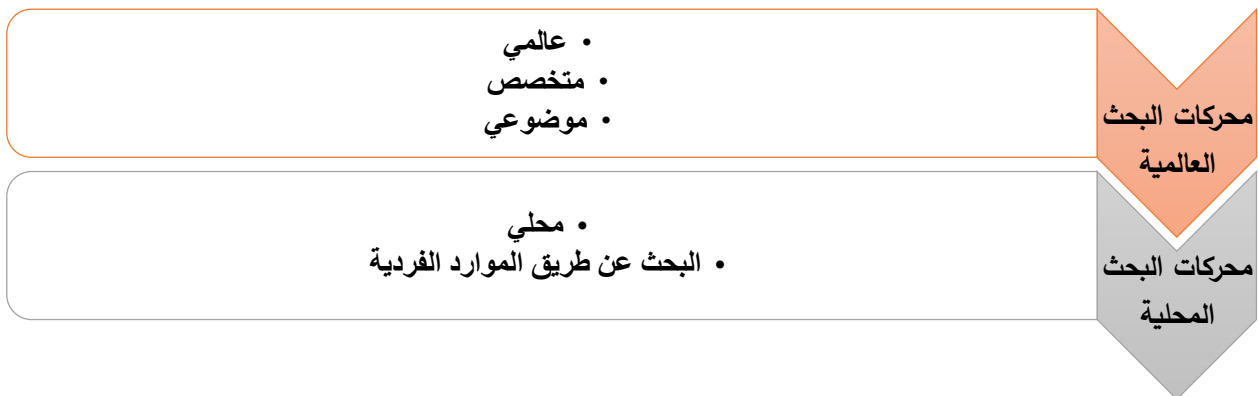 محركات البحث
العالمية
• عالمي
• متخصص
• موضوعي
محركات البحث
المحلية
• محلي
• البحث عن طريق الموارد الفردية